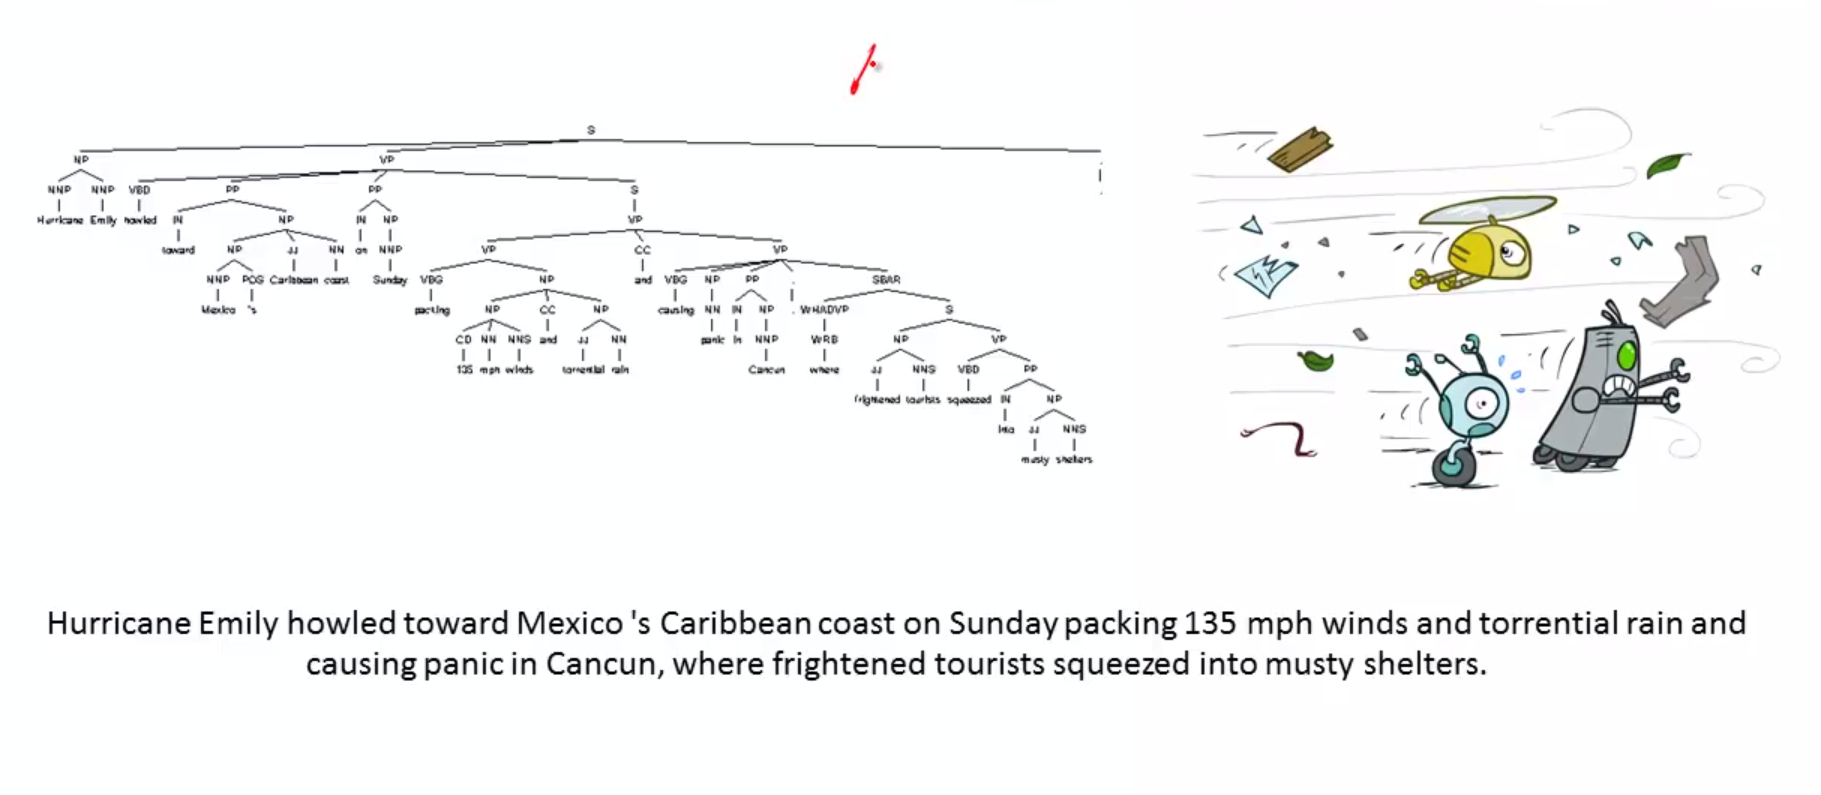 S
NP VP .
NNP NNP VBD PP PP S
Hurricane Emily howled IN NP IN NP VP
toward NP JJ NN on NNP VP CC VP
NNP POS Caribbean coast Sunday VBG NP and VBG NP PP , SBAR
Mexico 's packing NP CC NP causing NN IN NP , WHADVP S
CD NN NNS and JJ NN panic in NNP WRB NP VP
135 mph winds torrential rain Cancun where JJ NNS VBD PP
frightened tourists squeezed IN NP
into JJ NNS
musty shelters
Hurricane Emily howled toward Mexico 's Caribbean coast on Sunday packing 135 mph winds and torrential rain and
causing panic in Cancun, where frightened tourists squeezed into musty shelters.